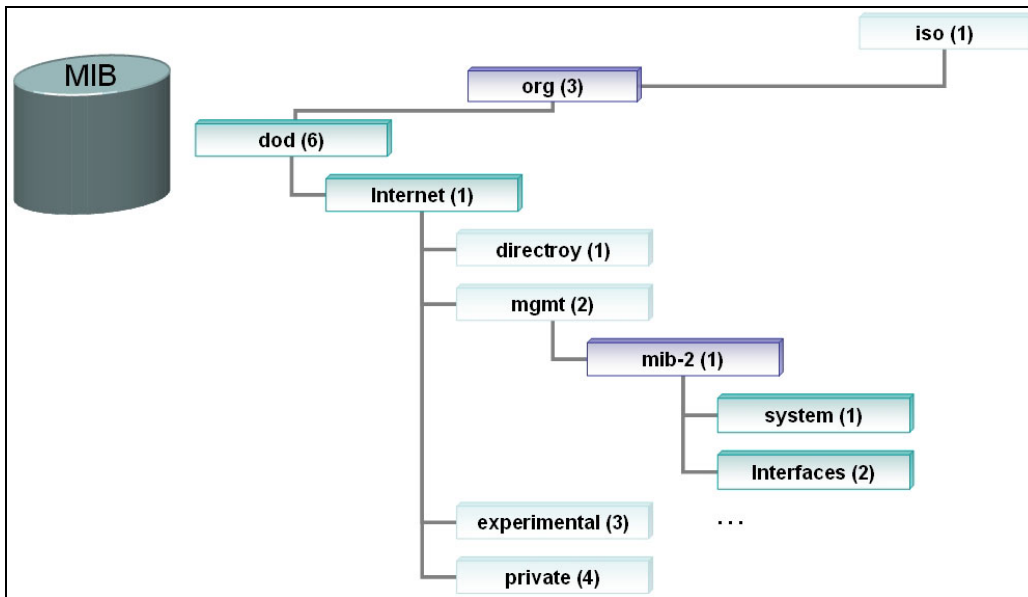 iso (1)
MIB
org (3)
dod (6)
Internet (1)
directroy (1)
mgmt (2)
mib-2 (1)
system (1)
Interfaces (2)
experimental (3)
...
private (4)